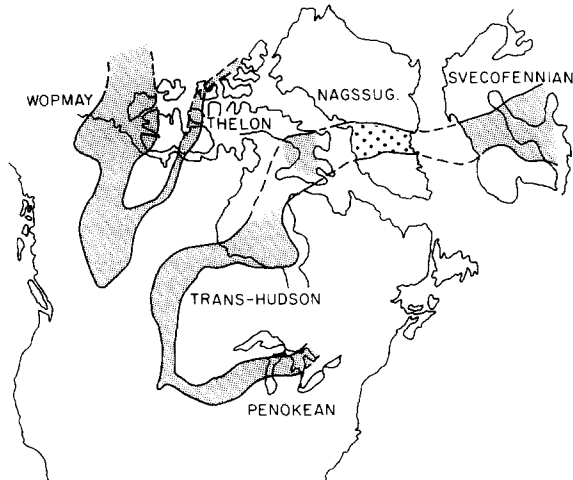 SVECOFENNIAN
NAGSSUG.
WOPMAY
THELON
TRANS-HUDSON
PENOKEAN